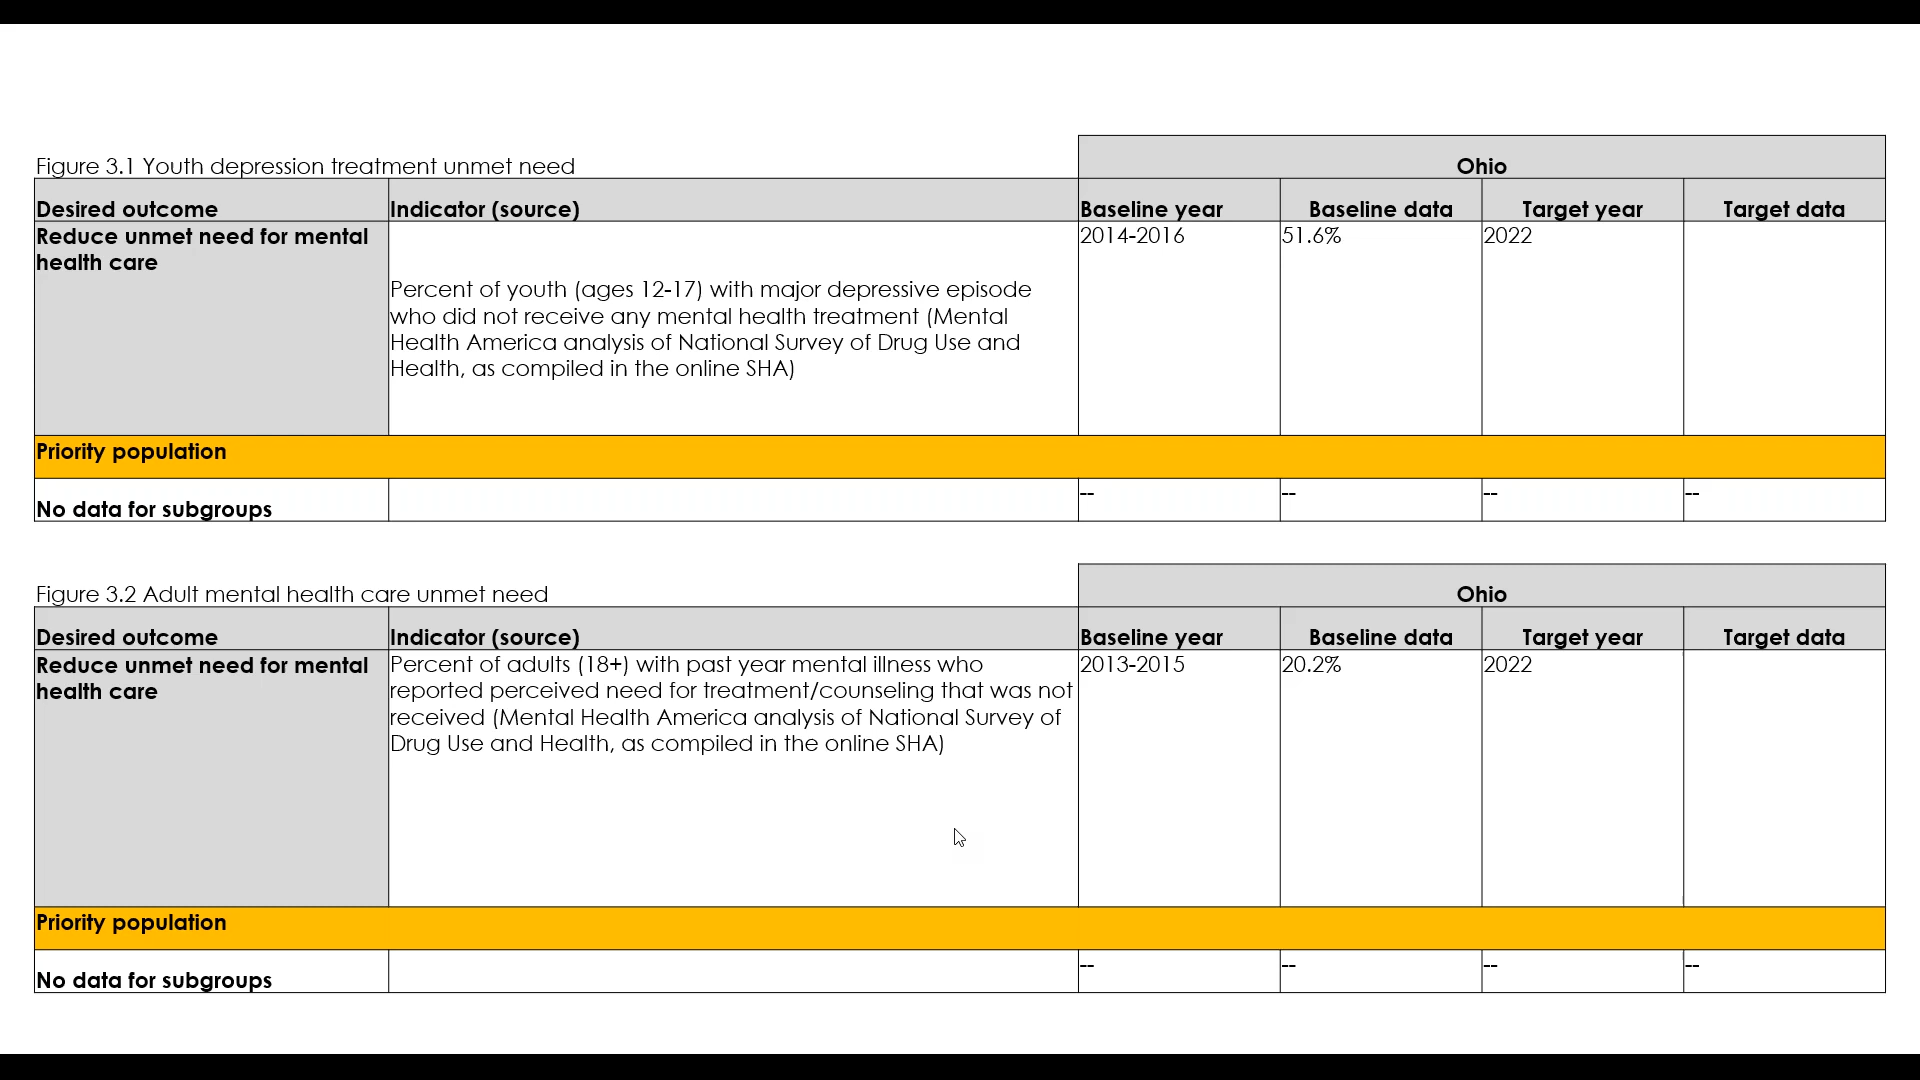 Figure 3.1 Youth depression treatment unmet need
Ohio
Desired outcome
Indicator (source)
Baseline year
Baseline data
Target year
Target data
Reduce unmet need for mental
health care
Percent of youth (ages 12-17) with major depressive episode
who did not receive any mental health treatment (Mental
Health America analysis of National Survey of Drug Use and
Health, as compiled in the online SHA)
2014-2016
51.6%
2022
Priority population
No data for subgroups
--
--
--
--
Figure 3.2 Adult mental health care unmet need
Ohio
Desired outcome
Indicator (source)
Baseline year
Baseline data
Target year
Target data
Reduce unmet need for mental
health care
Percent of adults (18+) with past year mental illness who
reported perceived need for treatment/counseling that was not
received (Mental Health America analysis of National Survey of
Drug Use and Health, as compiled in the online SHA)
2013-2015
20.2%
2022
Priority population
No data for subgroups
--
--
--
--